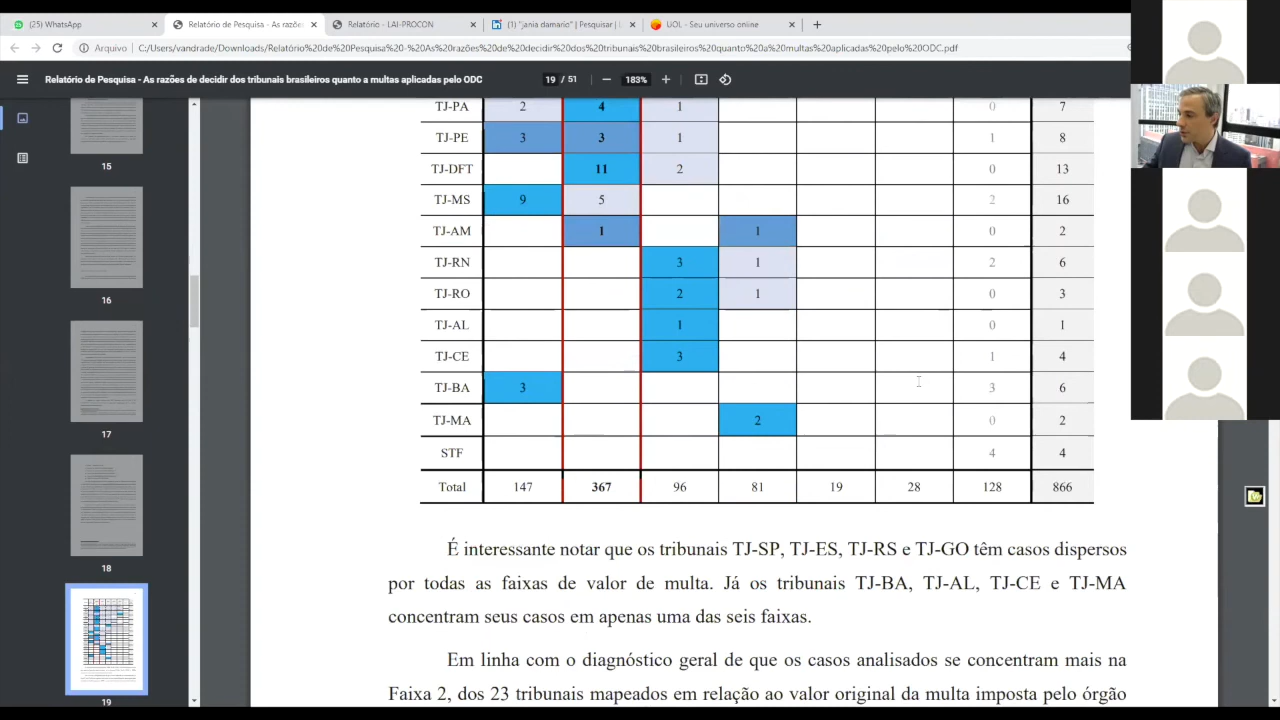 (25) WhatsApp
Relatório de Pesquisa - As razõe
Relatório - LAI-PROCON
(1) "jania damario" | Pesquisar | L
UOL - Seu universo online
Arquivo
C:/Users/vandrade/Downloads/Relatório%20de%20Pesquisa%20-%20As%20razões%20de%20decidir%20dos%20tribunais%20brasileiros%20quanto%20a%20multas%20aplicadas%20pelo%20ODC.pdf
Relatório de Pesquisa - As razões de decidir dos tribunais brasileiros quanto a multas aplicadas pelo ODC
19 / 51
183%
15
16
17
18
19
TJ-PA 2 4 1 0 7
TJ-PE 3 3 1 1 8
TJ-DFT 11 2 0 13
TJ-MS 9 5 2 16
TJ-AM 1 1 0 2
TJ-RN 3 1 2 6
TJ-RO 2 1 0 3
TJ-AL 1 0 1
TJ-CE 3 1 4
TJ-BA 3 3 6
TJ-MA 2 0 2
STF 4 4
Total 147 367 96 81 19 28 128 866
É interessante notar que os tribunais TJ-SP, TJ-ES, TJ-RS e TJ-GO têm casos dispersos
por todas as faixas de valor de multa. Já os tribunais TJ-BA, TJ-AL, TJ-CE e TJ-MA
concentram seus casos em apenas uma das seis faixas.
Em linha com o diagnóstico geral de que os casos analisados se concentram mais na
Faixa 2, dos 23 tribunais mapeados em relação ao valor original da multa imposta pelo órgão